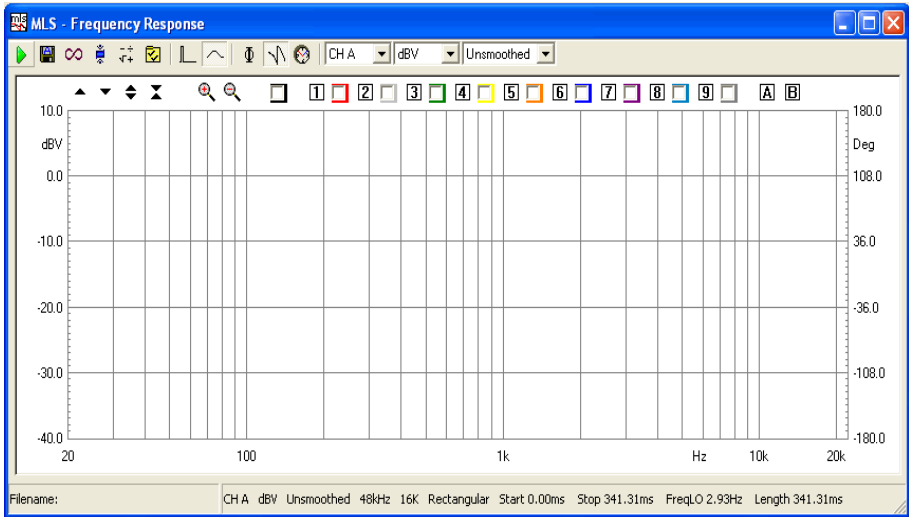 mls MLS - Frequency Response
CH A dBV Unsmoothed
1 2 3 4 5 6 7 8 9 A B
10.0 180.0
dBV Deg
0.0 108.0
-10.0 36.0
-20.0 -36.0
-30.0 -108.0
-40.0 -180.0
20 100 1k Hz 10k 20k
Filename: CH A dBV Unsmoothed 48kHz 16K Rectangular Start 0.00ms Stop 341.31ms FreqLO 2.93Hz Length 341.31ms